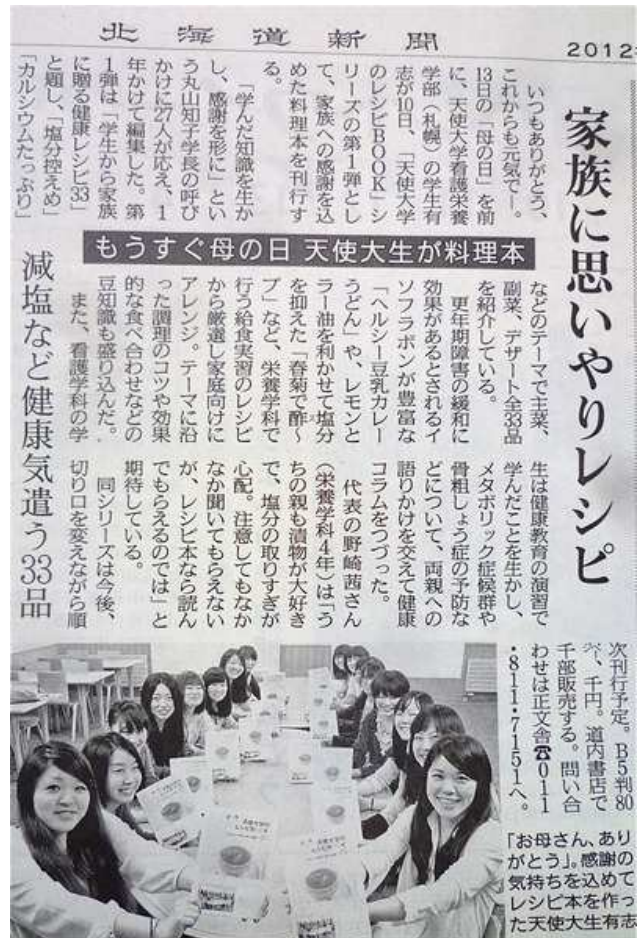 北海道新聞
2012
家族に思いやりレシピ
もうすぐ母の日 天使大生が料理本
減塩など健康気遣う33品
いつもありがとう、
これからも元気で―。
13日の「母の日」を前
に、天使大学看護栄養
学部（札幌）の学生有
志が10日、「天使大学
のレシピBOOK」シ
リーズの第1弾とし
て、家族への感謝を込
めた料理本を刊行す
る。
「学んだ知識を生か
し、感謝を形に」とい
う丸山知子学長の呼び
かけに27人が応え、1
年かけて編集した。第
1弾は「学生から家族
に贈る健康レシピ33」
と題し、「塩分控えめ」
「カルシウムたっぷり」
などのテーマで主菜、
副菜、デザート全33品
を紹介している。
更年期障害の緩和に
効果があるとされるイ
ソフラボンが豊富な
「ヘルシー豆乳カレー
うどん」や、レモンと
ラー油を利かせて塩分
を抑えた「春菊で酢〜
プ」など、栄養学科で
行う給食実習のレシピ
から厳選し家庭向けに
アレンジ。テーマに沿
った調理のコツや効果
的な食べ合わせなどの
豆知識も盛り込んだ。
また、看護学科の学
生は健康教育の演習で
学んだことを生かし、
メタボリック症候群や
骨粗しょう症の予防な
どについて、両親への
語りかけを交えて健康
コラムをつづった。
代表の野崎茜さん
（栄養学科4年）は「う
ちの親も漬物が大好き
で、塩分の取りすぎが
心配。注意してもなか
なか聞いてもらえない
が、レシピ本なら読ん
でもらえるのでは」と
期待している。
同シリーズは今後、
切り口を変えながら順
次刊行予定。B5判80
㌻、千円。道内書店で
千部販売する。問い合
わせは正文舎☎011
・811・7151へ。
「お母さん、あり
がとう」。感謝の
気持ちを込めて
レシピ本を作っ
た天使大生有志